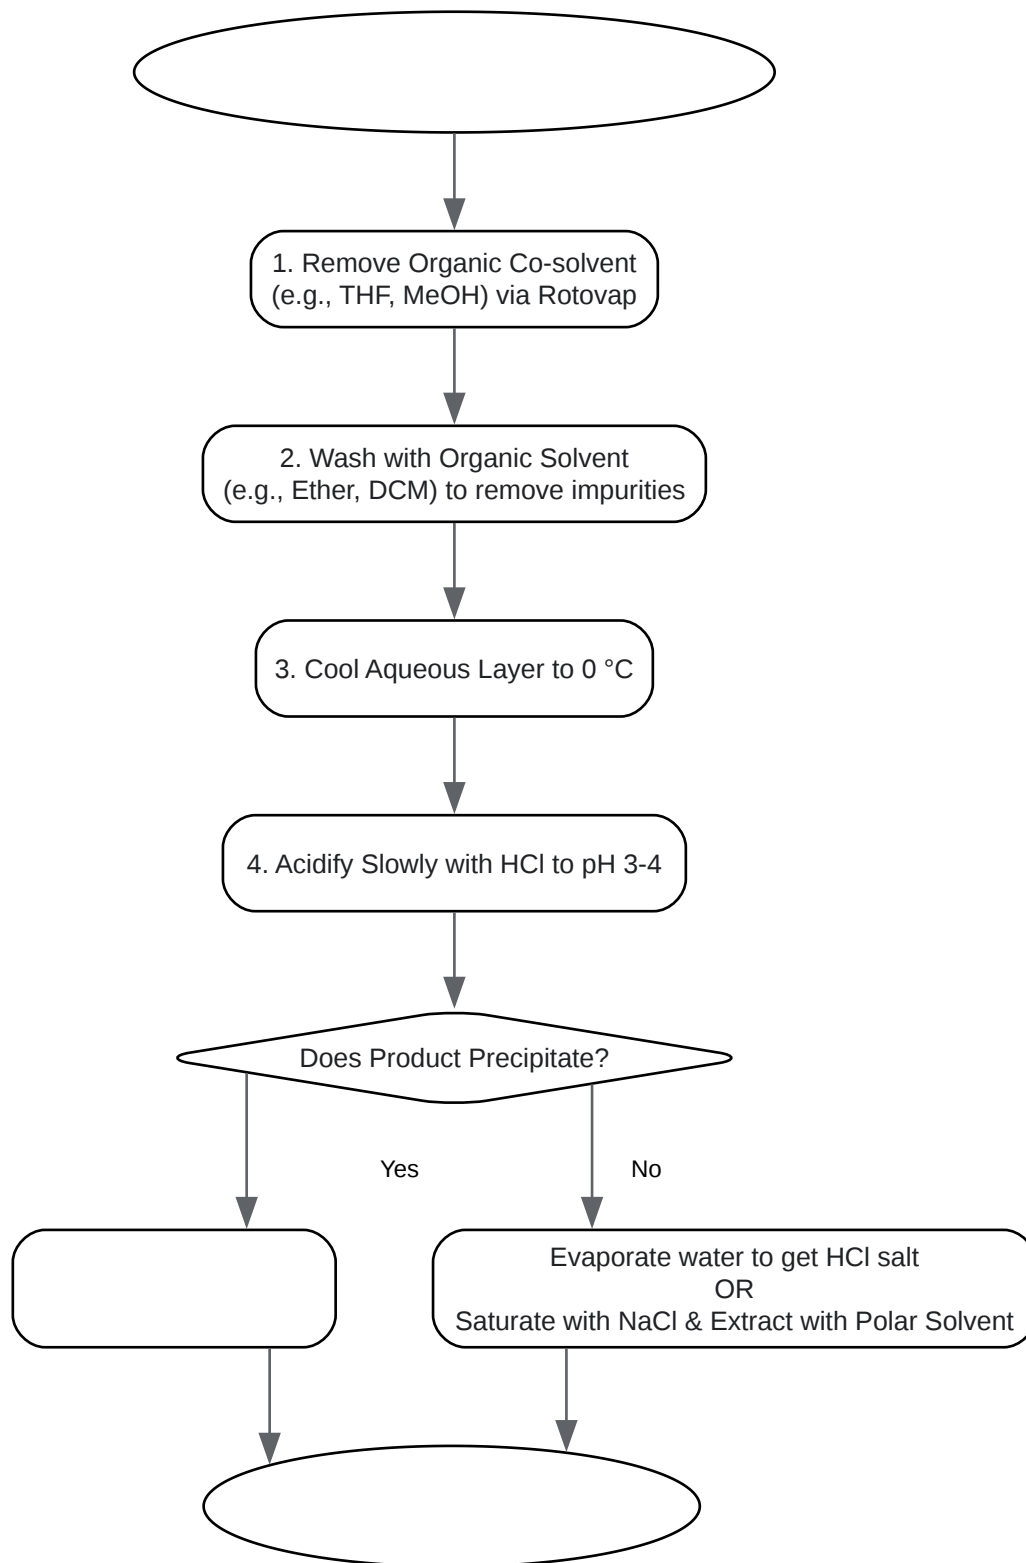 1. Remove Organic Co-solvent
(e.g., THF, MeOH) via Rotovap
2. Wash with Organic Solvent
(e.g., Ether, DCM) to remove impurities
3. Cool Aqueous Layer to 0 °C
4. Acidify Slowly with HCl to pH 3-4
Does Product Precipitate?
Yes
No
Evaporate water to get HCl salt
OR
Saturate with NaCl & Extract with Polar Solvent